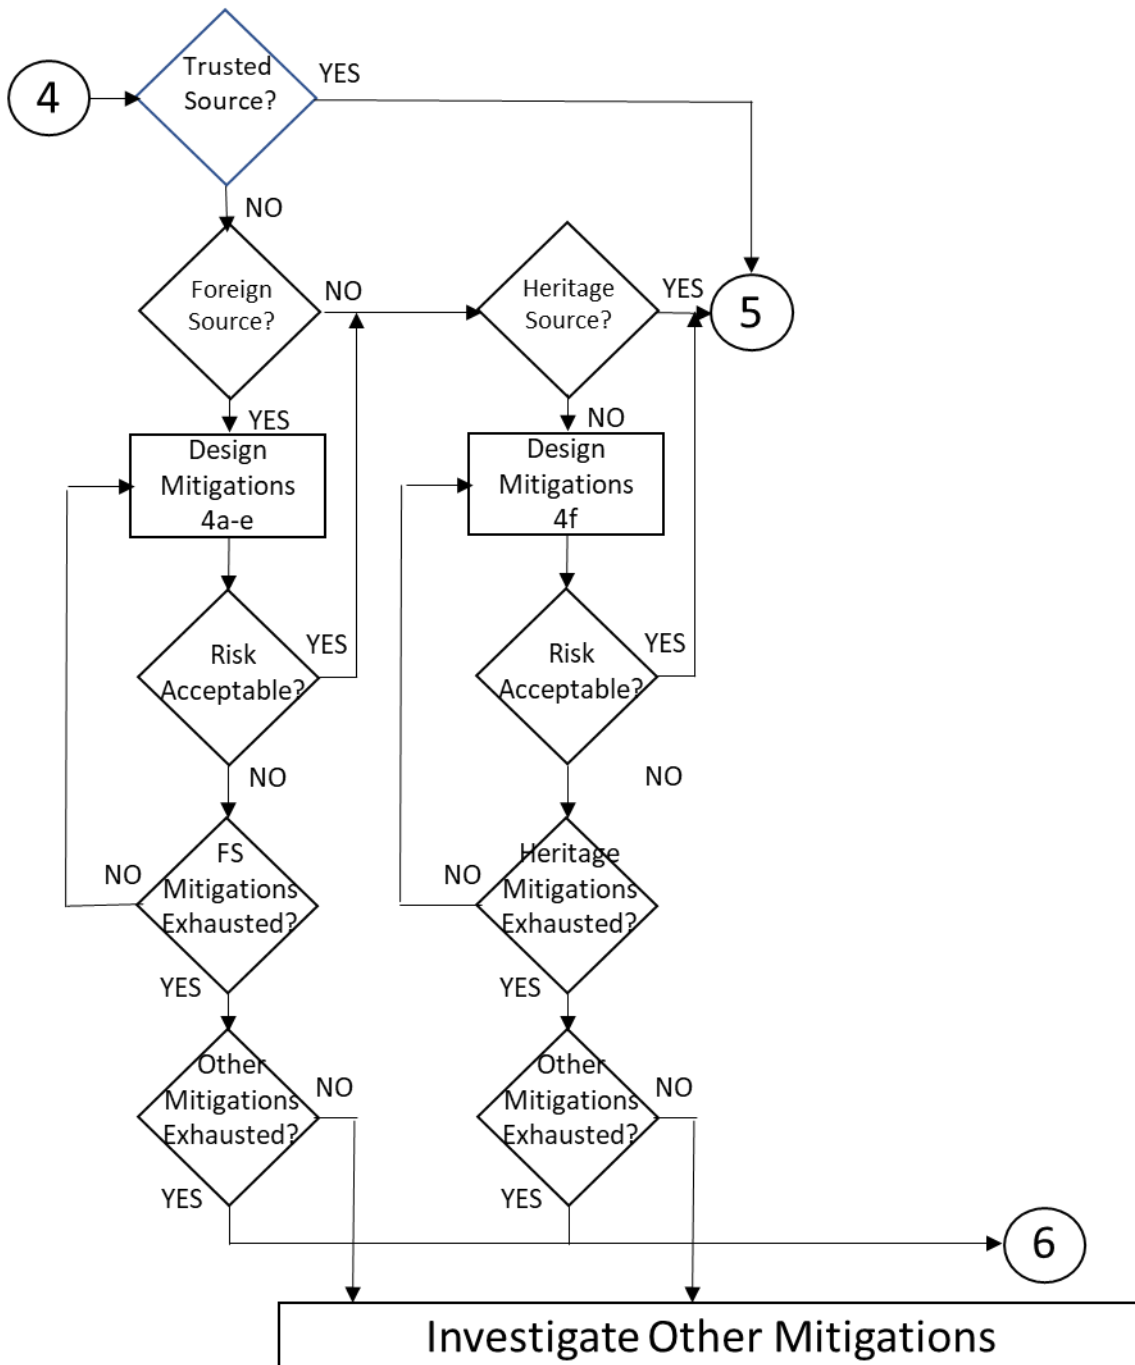 4
Trusted
Source?
YES
NO
Foreign
Source?
NO
Heritage
Source?
YES
5
YES
NO
Design
Mitigations
4a-e
Design
Mitigations
4f
Risk
Acceptable?
YES
Risk
Acceptable?
YES
NO
NO
FS
Mitigations
Exhausted?
NO
Heritage
Mitigations
Exhausted?
NO
YES
YES
Other
Mitigations
Exhausted?
NO
Other
Mitigations
Exhausted?
NO
YES
YES
6
Investigate Other Mitigations